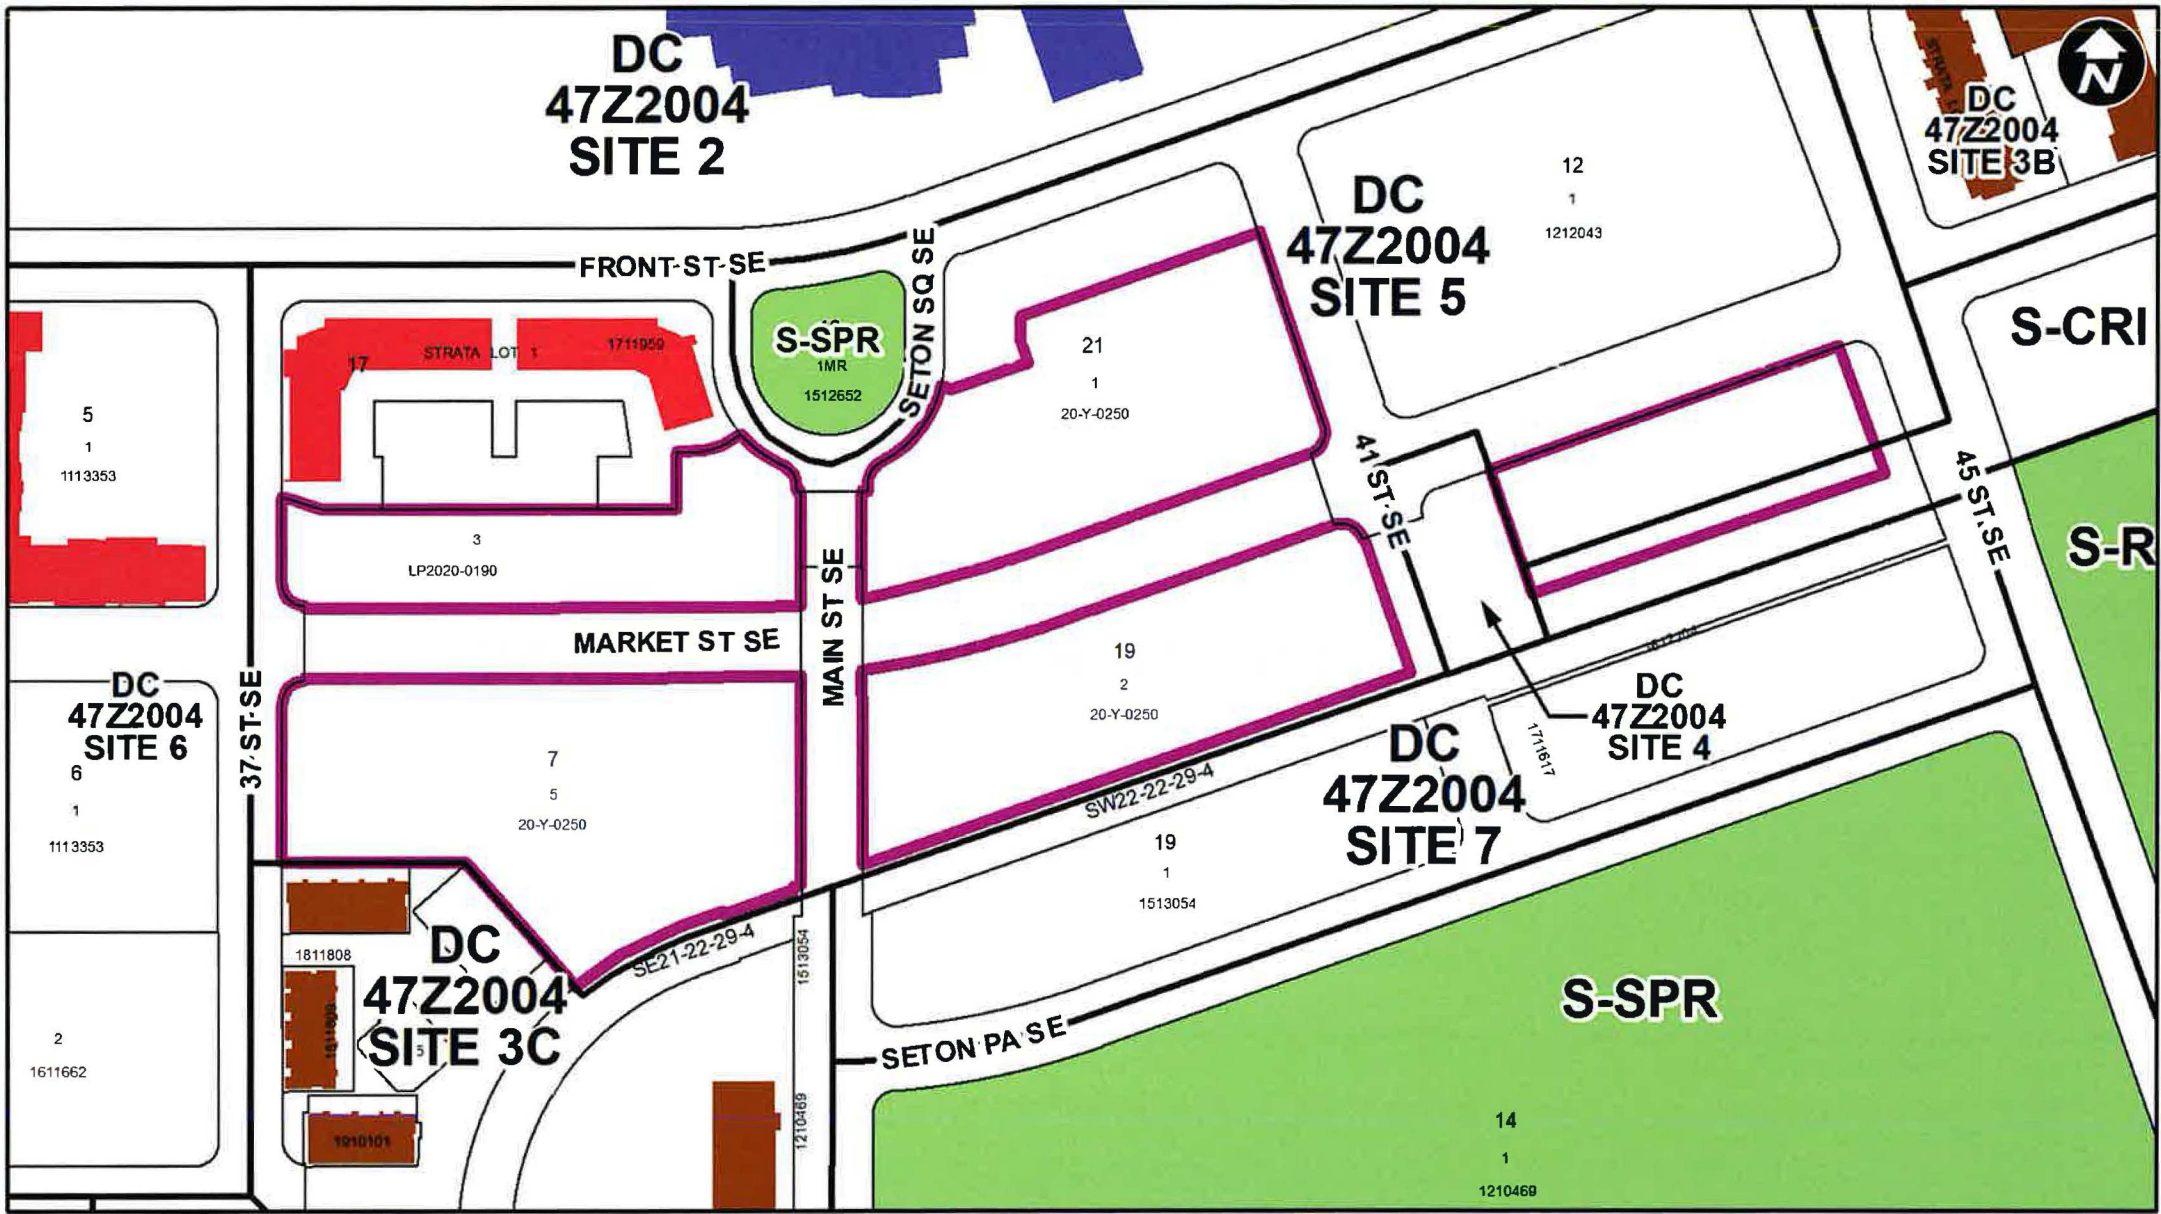 DC
47Z2004
SITE 2
N
DC
47Z2004
SITE 3B
12
1
1212043
DC
47Z2004
SITE 5
FRONT ST SE
SETON SQ SE
S-SPR
1MR
1512652
S-CRI
17
STRATA LOT 1
1711959
21
1
20-Y-0250
5
1
1113353
3
LP2020-0190
41 ST SE
45 ST SE
S-R
MARKET ST SE
MAIN ST SE
37 ST SE
DC
47Z2004
SITE 6
6
1
1113353
19
2
20-Y-0250
DC
47Z2004
SITE 4
7
5
20-Y-0250
DC
47Z2004
SITE 7
1711617
SW22-22-29-4
19
1
1513054
SE21-22-29-4
1513054
1811808
DC
47Z2004
SITE 3C
5
2
1611662
SETON PA SE
S-SPR
1210469
1910101
14
1
1210469